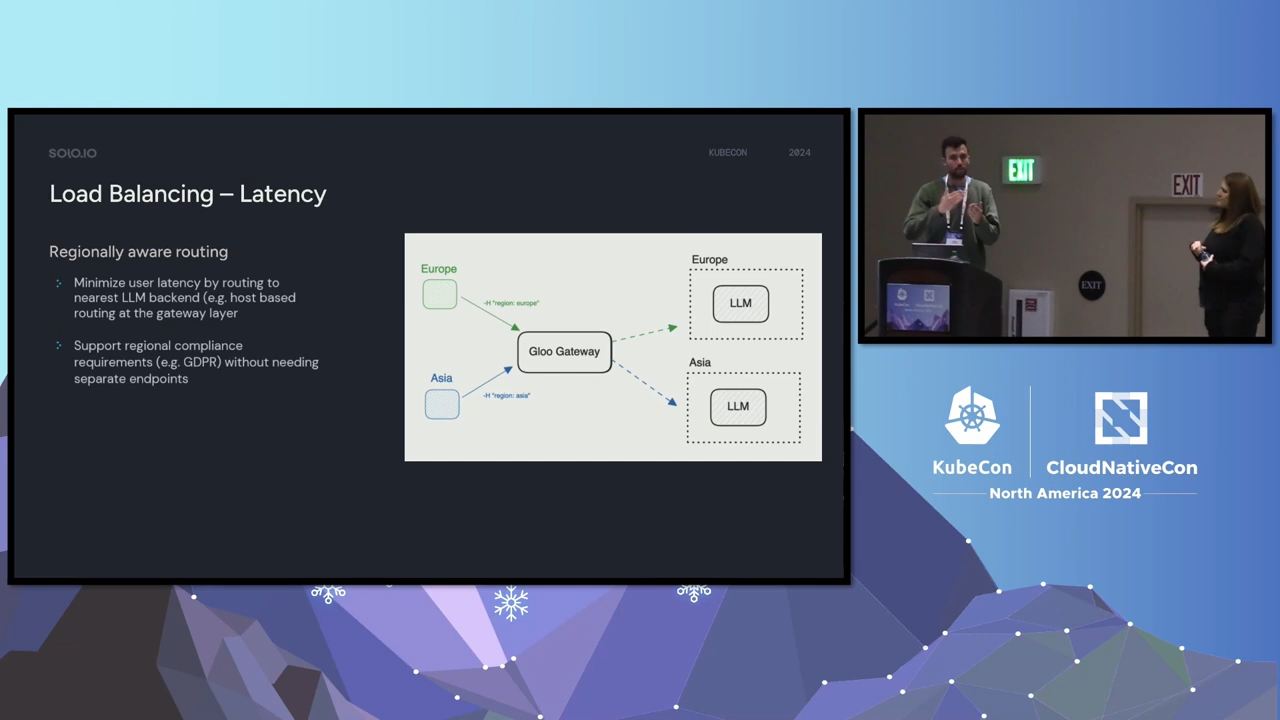 SOLO.IO
KUBECON 2024
Load Balancing – Latency
Regionally aware routing
Minimize user latency by routing to
nearest LLM backend (e.g. host based
routing at the gateway layer
Support regional compliance
requirements (e.g. GDPR) without needing
separate endpoints
Europe
-H "region: europe"
Asia
-H "region: asia"
Gloo Gateway
Europe
LLM
Asia
LLM
EXIT
EXIT
EXIT
KubeCon
CloudNativeCon
North America 2024